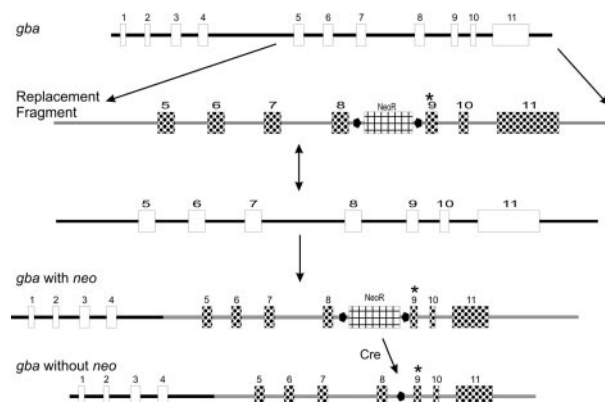 1 2 3 4 5 6 7 8 9 10 11
gba
Replacement
Fragment
5 6 7 8 NeoR * 9 10 11
5 6 7 8 9 10 11
gba with neo
1 2 3 4 5 6 7 8 NeoR * 9 10 11
Cre
gba without neo
1 2 3 4 5 6 7 8 * 9 10 11